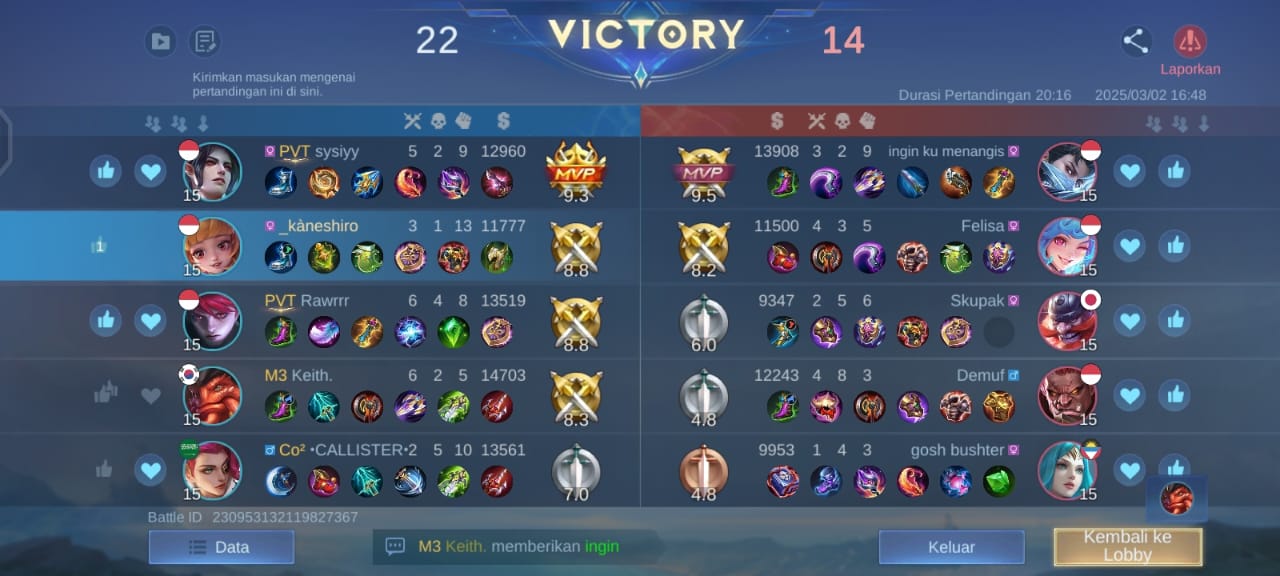 22 VICTORY 14
Laporkan
Kirimkan masukan mengenai
pertandingan ini di sini.
Durasi Pertandingan 20:16 2025/03/02 16:48
PVT sysiyy 5 2 9 12960 MVP 9.3 15
MVP 9.5 13908 3 2 9 ingin ku menangis 15
1 _kàneshiro 3 1 13 11777 8.8 15
8.2 11500 4 3 5 Felisa 15
PVT Rawrrr 6 4 8 13519 8.8 15
6.0 9347 2 5 6 Skupak 15
M3 Keith. 6 2 5 14703 8.3 15
4.8 12243 4 8 3 Demuf 15
Co² •CALLISTER• 2 5 10 13561 7.0 15
4.8 9953 1 4 3 gosh bushter 15
Battle ID 230953132119827367
Data
M3 Keith. memberikan ingin
Keluar
Kembali ke
Lobby